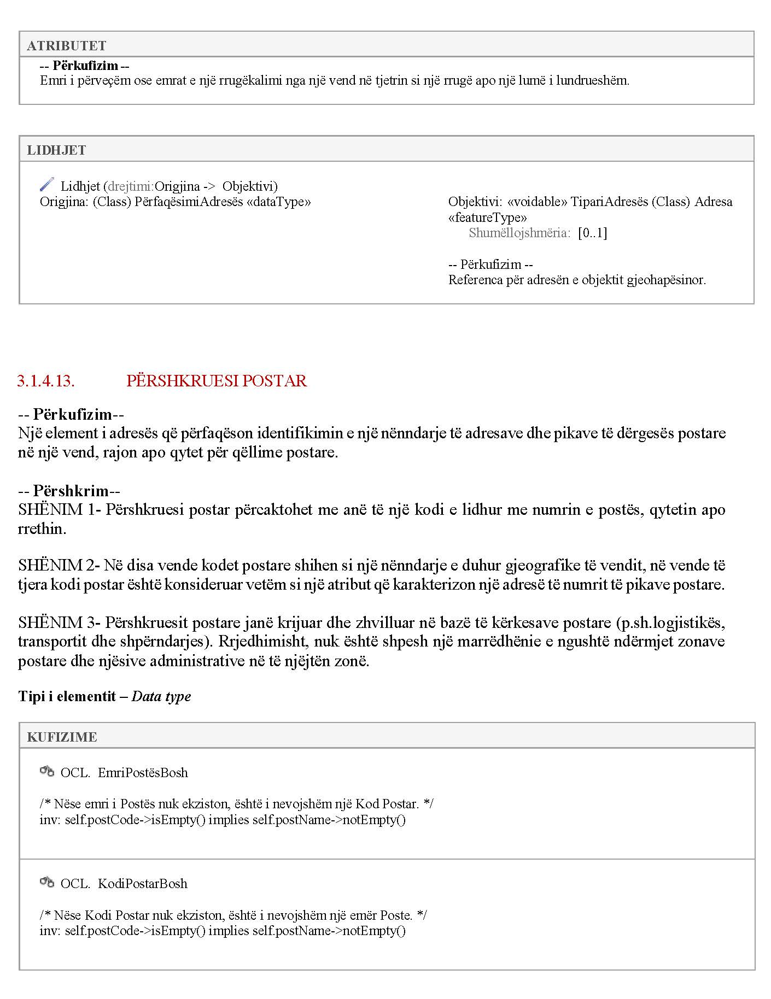 ATRIBUTET
-- Përkufizim --
Emri i përveçëm ose emrat e një rrugëkalimi nga një vend në tjetrin si një rrugë apo një lumë i lundrueshëm.
LIDHJET
Lidhjet (drejtimi:Origjina -> Objektivi)
Origjina: (Class) PërfaqësimiAdresës «dataType»
Objektivi: «voidable» TipariAdresës (Class) Adresa
«featureType»
Shumëllojshmëria: [0..1]
-- Përkufizim --
Referenca për adresën e objektit gjeohapësinor.
3.1.4.13. PËRSHKRUESI POSTAR
-- Përkufizim--
Një element i adresës që përfaqëson identifikimin e një nënndarje të adresave dhe pikave të dërgesës postare
në një vend, rajon apo qytet për qëllime postare.
-- Përshkrim--
SHËNIM 1- Përshkruesi postar përcaktohet me anë të një kodi e lidhur me numrin e postës, qytetin apo
rrethin.
SHËNIM 2- Në disa vende kodet postare shihen si një nënndarje e duhur gjeografike të vendit, në vende të
tjera kodi postar është konsideruar vetëm si një atribut që karakterizon një adresë të numrit të pikave postare.
SHËNIM 3- Përshkruesit postare janë krijuar dhe zhvilluar në bazë të kërkesave postare (p.sh.logjistikës,
transportit dhe shpërndarjes). Rrjedhimisht, nuk është shpesh një marrëdhënie e ngushtë ndërmjet zonave
postare dhe njësive administrative në të njëjtën zonë.
Tipi i elementit – Data type
KUFIZIME
OCL. EmriPostësBosh
/* Nëse emri i Postës nuk ekziston, është i nevojshëm një Kod Postar. */
inv: self.postCode->isEmpty() implies self.postName->notEmpty()
OCL. KodiPostarBosh
/* Nëse Kodi Postar nuk ekziston, është i nevojshëm një emër Poste. */
inv: self.postCode->isEmpty() implies self.postName->notEmpty()